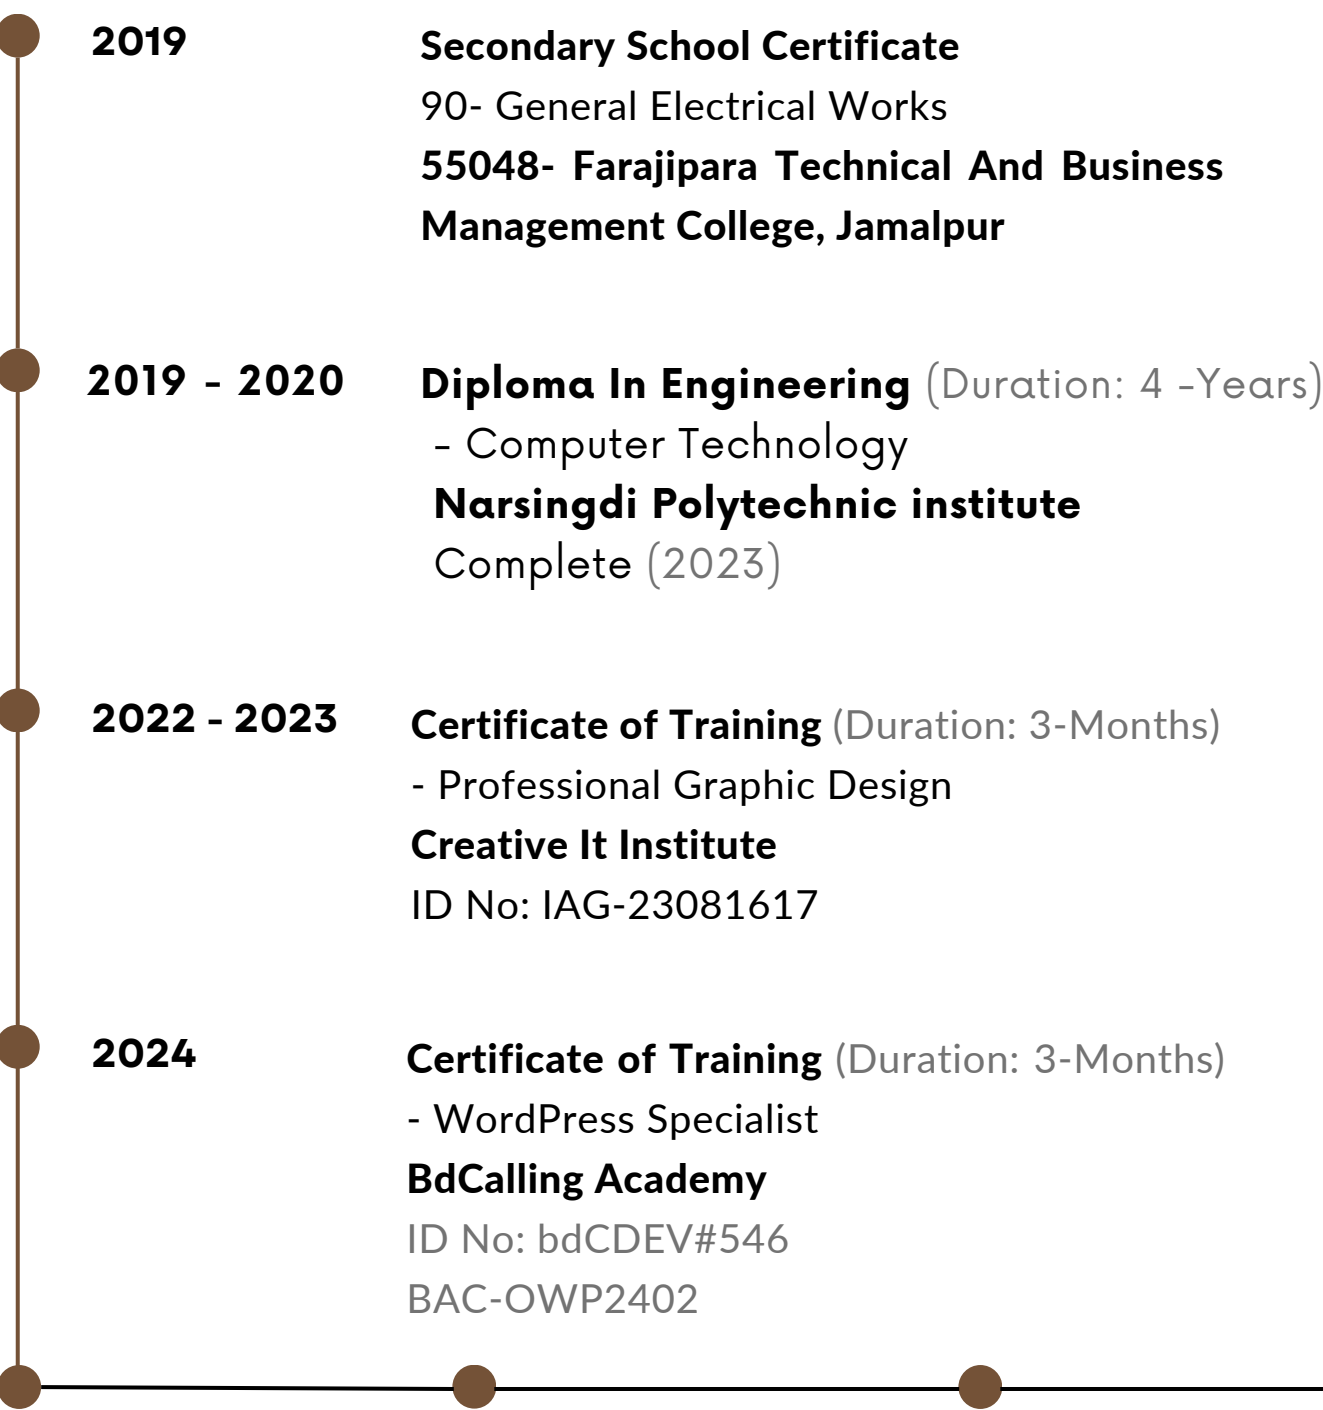 2019
Secondary School Certificate
90- General Electrical Works
55048- Farajipara Technical And Business
Management College, Jamalpur
2019 - 2020
Diploma In Engineering (Duration: 4 -Years)
- Computer Technology
Narsingdi Polytechnic institute
Complete (2023)
2022 - 2023
Certificate of Training (Duration: 3-Months)
- Professional Graphic Design
Creative It Institute
ID No: IAG-23081617
2024
Certificate of Training (Duration: 3-Months)
- WordPress Specialist
BdCalling Academy
ID No: bdCDEV#546
BAC-OWP2402